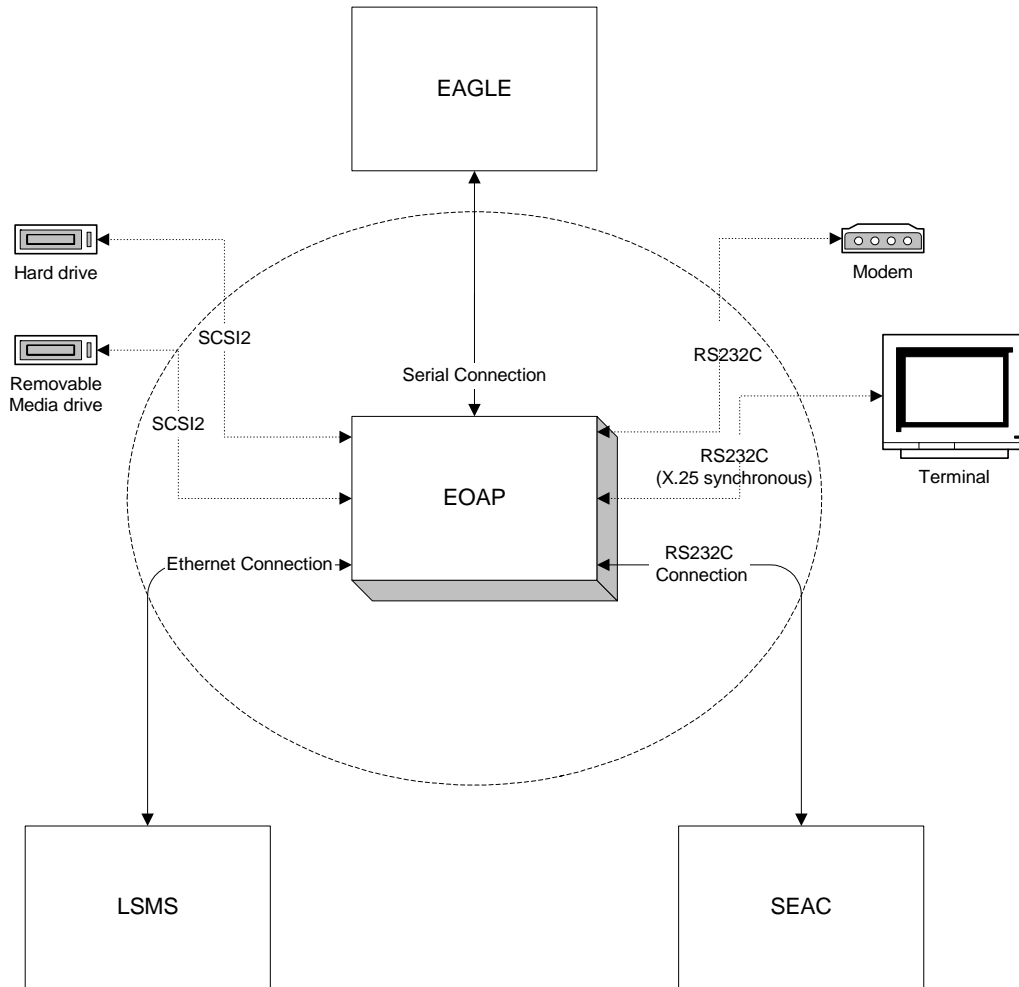 EAGLE
Hard drive
Modem
SCSI2
RS232C
Removable
Media drive
Serial Connection
SCSI2
RS232C
(X.25 synchronous)
Terminal
EOAP
Ethernet Connection
RS232C
Connection
LSMS
SEAC